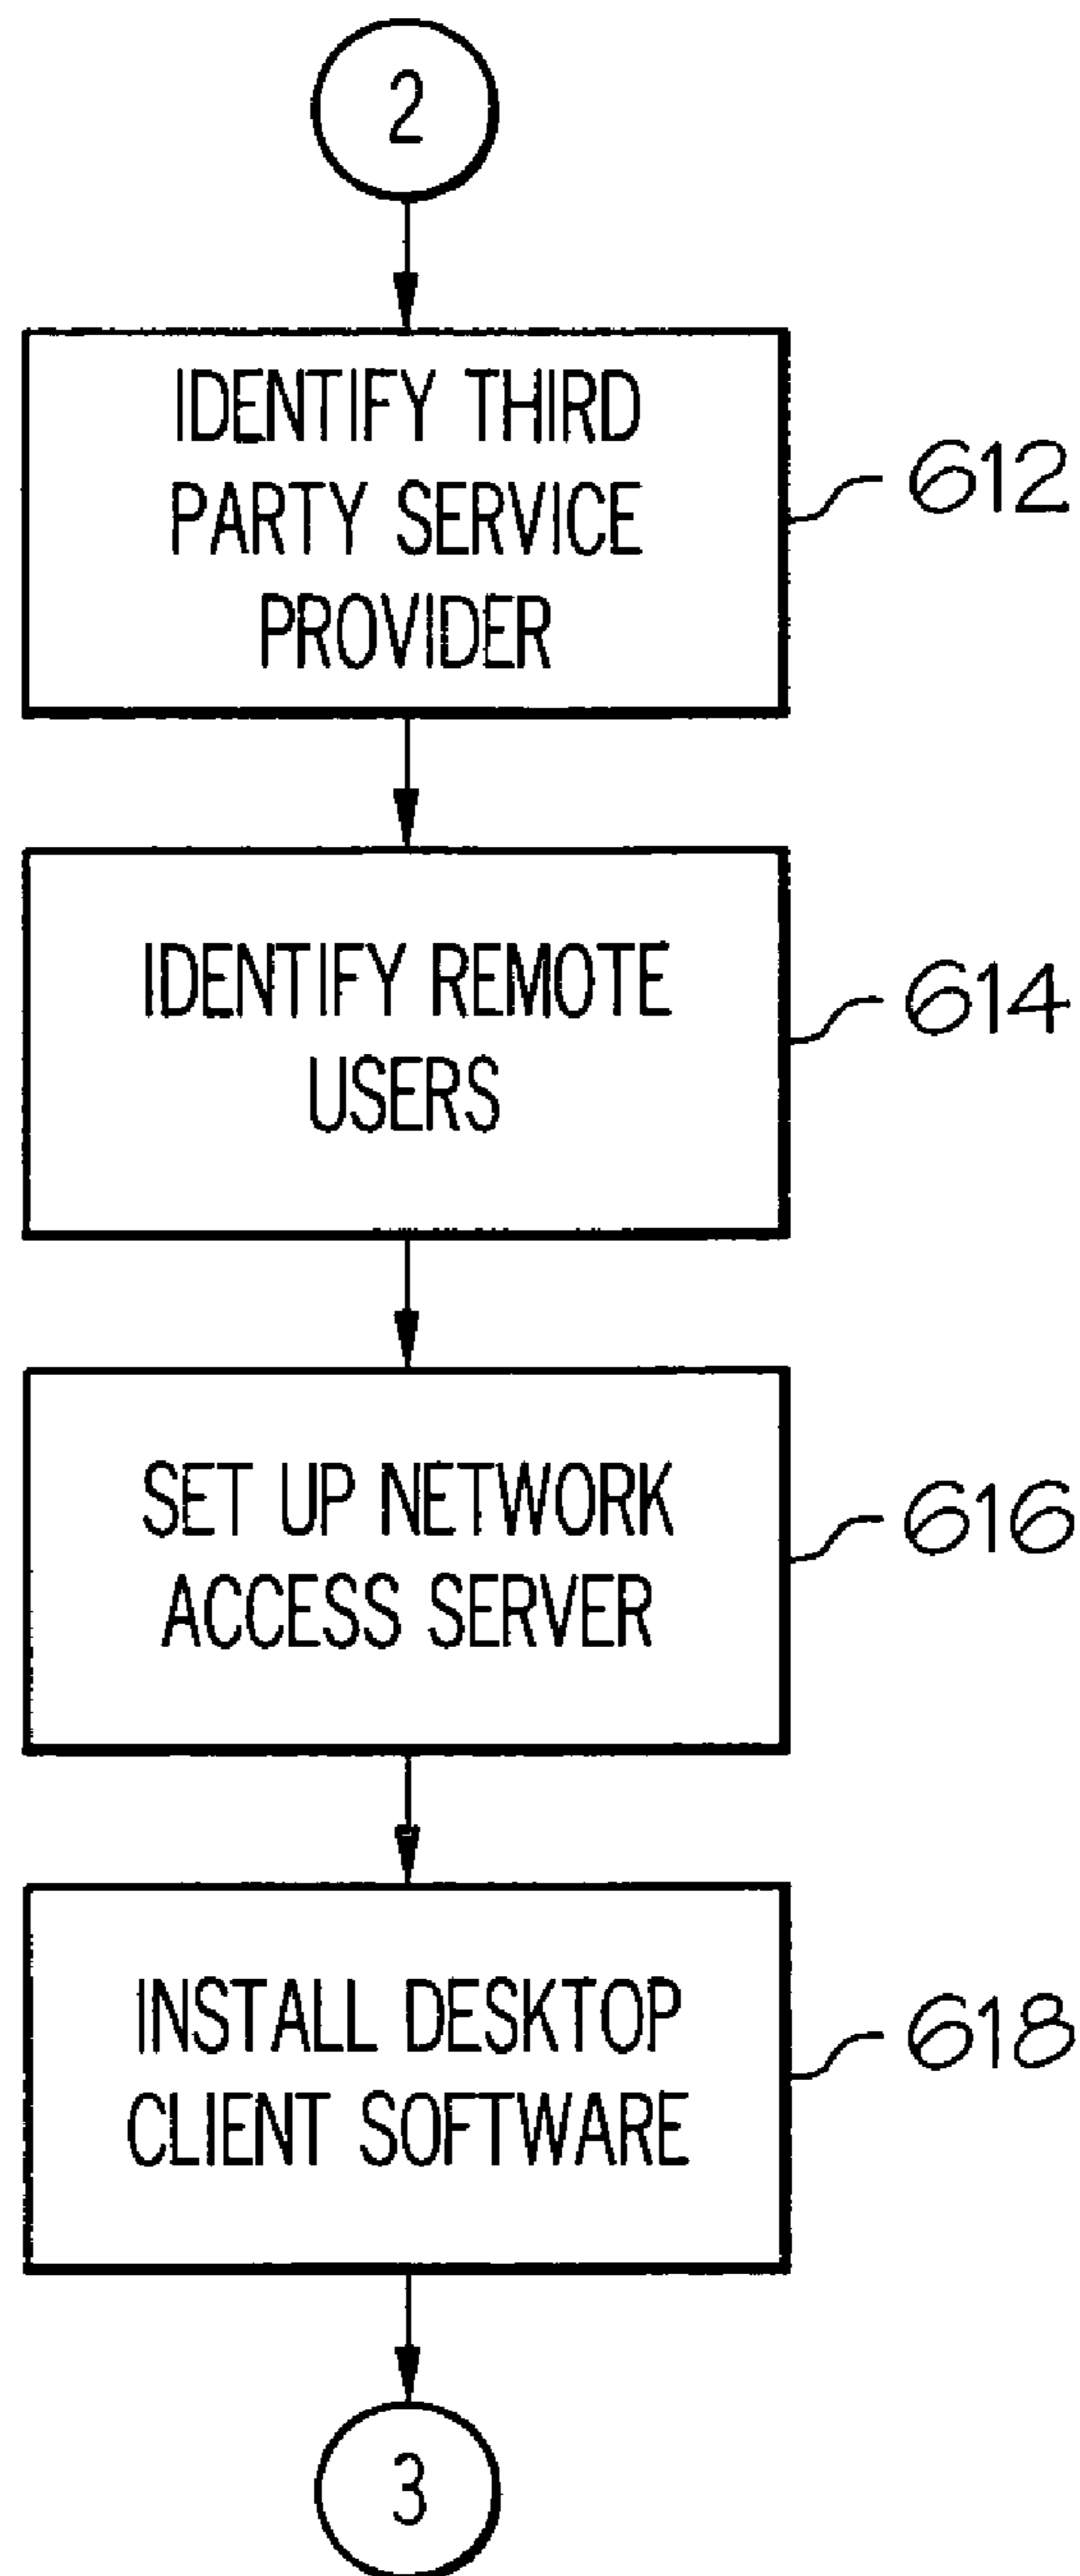 2
IDENTIFY THIRD
PARTY SERVICE
PROVIDER
612
IDENTIFY REMOTE
USERS
614
SET UP NETWORK
ACCESS SERVER
616
INSTALL DESKTOP
CLIENT SOFTWARE
618
3